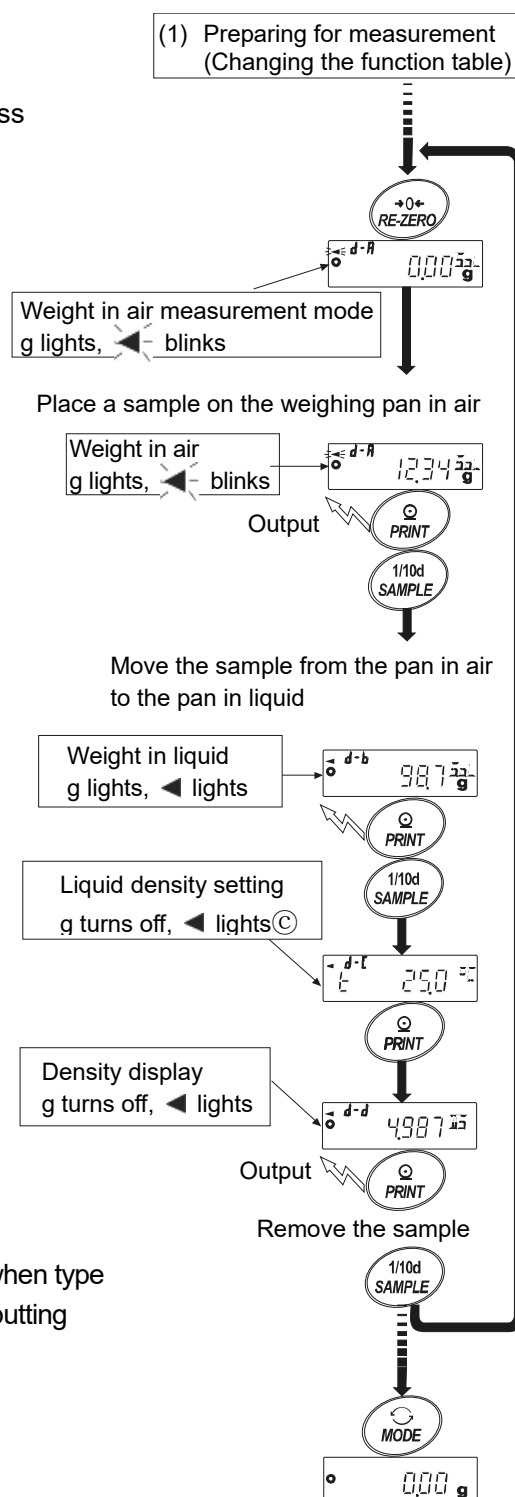 (1) Preparing for measurement
(Changing the function table)
ss
→0←
RE-ZERO
d-A
0.00 g
Weight in air measurement mode
g lights, ◀ blinks
Place a sample on the weighing pan in air
Weight in air
g lights, ◀ blinks
d-A
12.34 g
Output
PRINT
1/10d
SAMPLE
Move the sample from the pan in air
to the pan in liquid
Weight in liquid
g lights, ◀ lights
d-b
9.87 g
PRINT
1/10d
SAMPLE
Liquid density setting
g turns off, ◀ lightsⒸ
d-C
t 25.0 °C
PRINT
Density display
g turns off, ◀ lights
d-d
4.987
Output
PRINT
Remove the sample
when type
1/10d
SAMPLE
outting
MODE
0.00 g